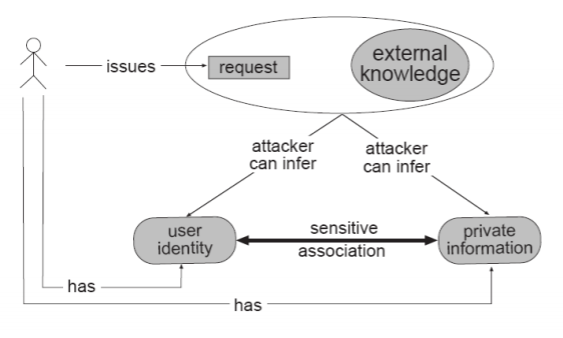 issues
request
external
knowledge
attacker
can infer
attacker
can infer
user
identity
sensitive
association
private
information
has
has